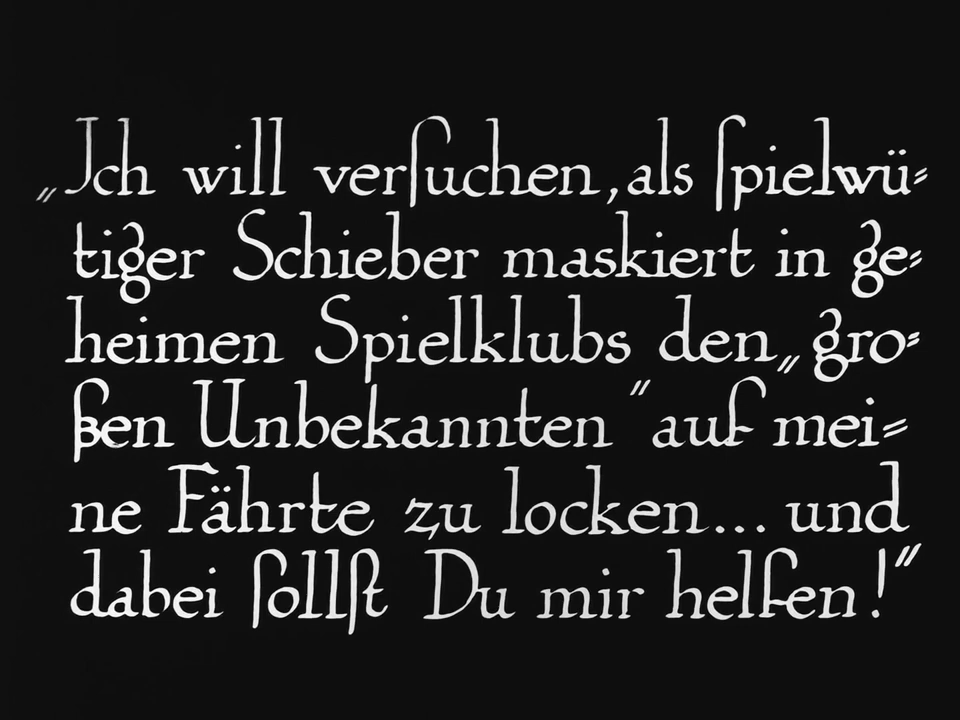 „Ich will verſuchen, als ſpielwü⸗
tiger Schieber maskiert in ge⸗
heimen Spielklubs den „gro⸗
ßen Unbekannten" auf mei⸗
ne Fährte zu locken... und
dabei ſollſt Du mir helfen!"